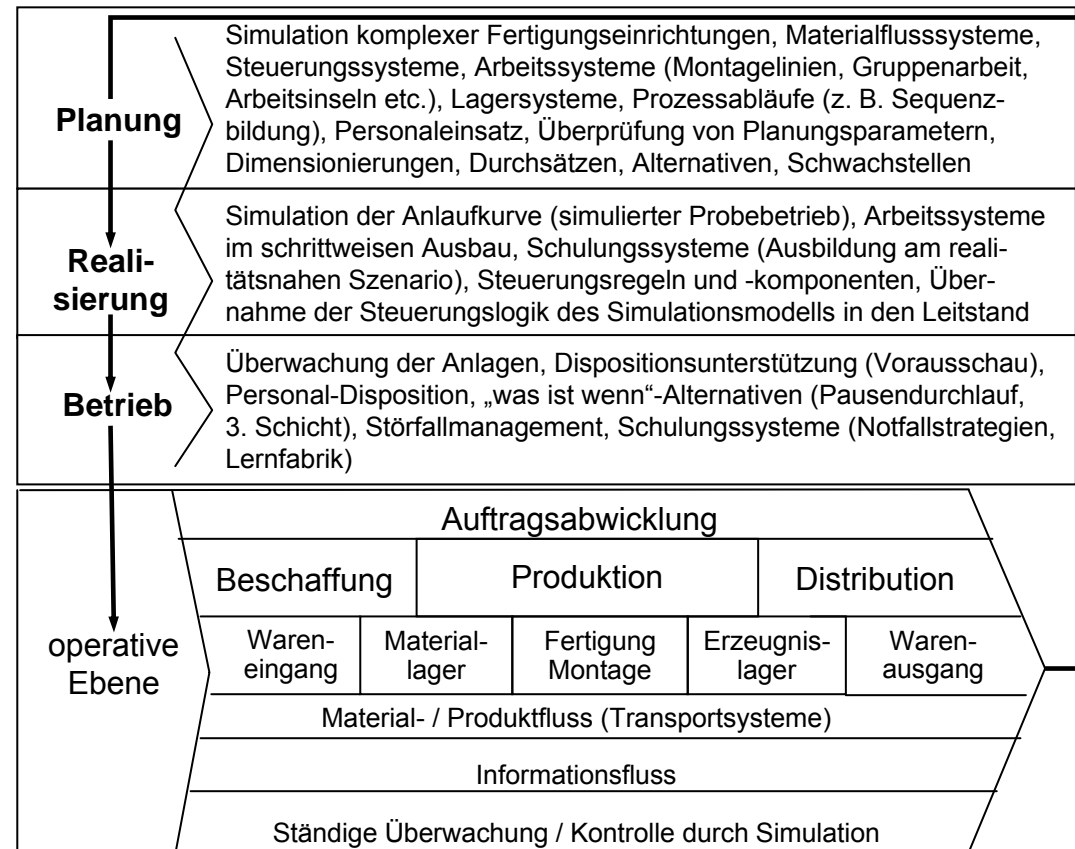 Planung
Simulation komplexer Fertigungseinrichtungen, Materialflusssysteme,
Steuerungssysteme, Arbeitssysteme (Montagelinien, Gruppenarbeit,
Arbeitsinseln etc.), Lagersysteme, Prozessabläufe (z. B. Sequenz-
bildung), Personaleinsatz, Überprüfung von Planungsparametern,
Dimensionierungen, Durchsätzen, Alternativen, Schwachstellen
Reali-
sierung
Simulation der Anlaufkurve (simulierter Probebetrieb), Arbeitssysteme
im schrittweisen Ausbau, Schulungssysteme (Ausbildung am reali-
tätsnahen Szenario), Steuerungsregeln und -komponenten, Über-
nahme der Steuerungslogik des Simulationsmodells in den Leitstand
Betrieb
Überwachung der Anlagen, Dispositionsunterstützung (Vorausschau),
Personal-Disposition, „was ist wenn“-Alternativen (Pausendurchlauf,
3. Schicht), Störfallmanagement, Schulungssysteme (Notfallstrategien,
Lernfabrik)
operative
Ebene
Auftragsabwicklung
Beschaffung
Produktion
Distribution
Waren-
eingang
Material-
lager
Fertigung
Montage
Erzeugnis-
lager
Waren-
ausgang
Material- / Produktfluss (Transportsysteme)
Informationsfluss
Ständige Überwachung / Kontrolle durch Simulation